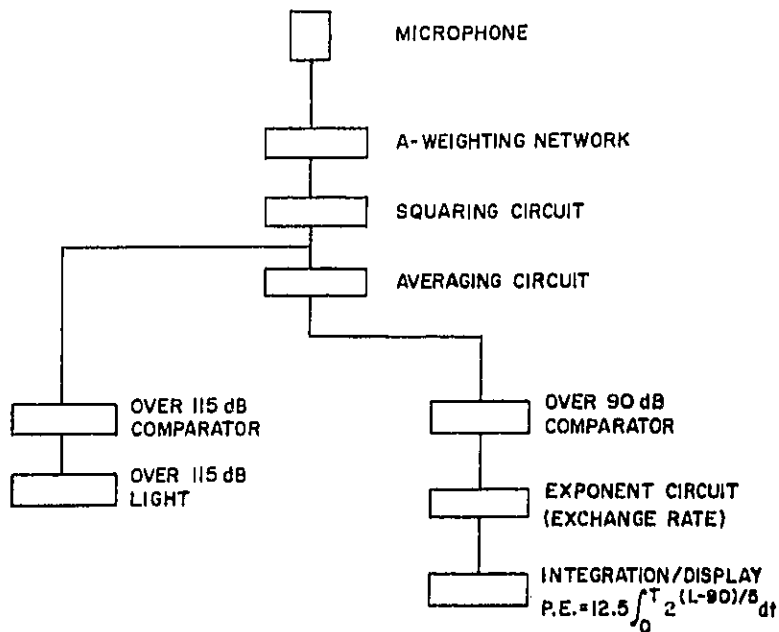 MICROPHONE
A-WEIGHTING NETWORK
SQUARING CIRCUIT
AVERAGING CIRCUIT
OVER 115 dB
COMPARATOR
OVER 115 dB
LIGHT
OVER 90 dB
COMPARATOR
EXPONENT CIRCUIT
(EXCHANGE RATE)
INTEGRATION/DISPLAY
P.E.=12.5∫₀ᵀ 2^(L-90)/5 dt